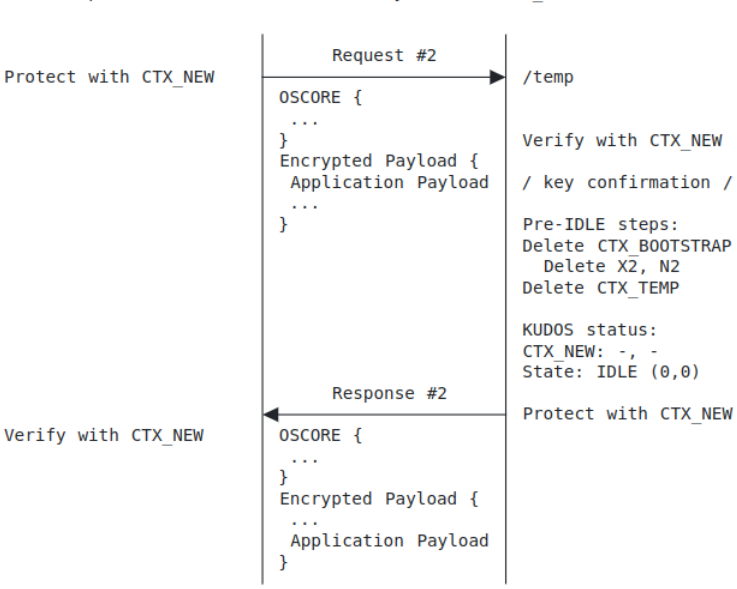 Request #2
Protect with CTX_NEW
/temp
OSCORE {
...
}
Verify with CTX_NEW
Encrypted Payload {
Application Payload
/ key confirmation /
...
}
Pre-IDLE steps:
Delete CTX_BOOTSTRAP
Delete X2, N2
Delete CTX_TEMP
KUDOS status:
CTX_NEW: -, -
State: IDLE (0,0)
Response #2
Protect with CTX_NEW
Verify with CTX_NEW
OSCORE {
...
}
Encrypted Payload {
...
Application Payload
}